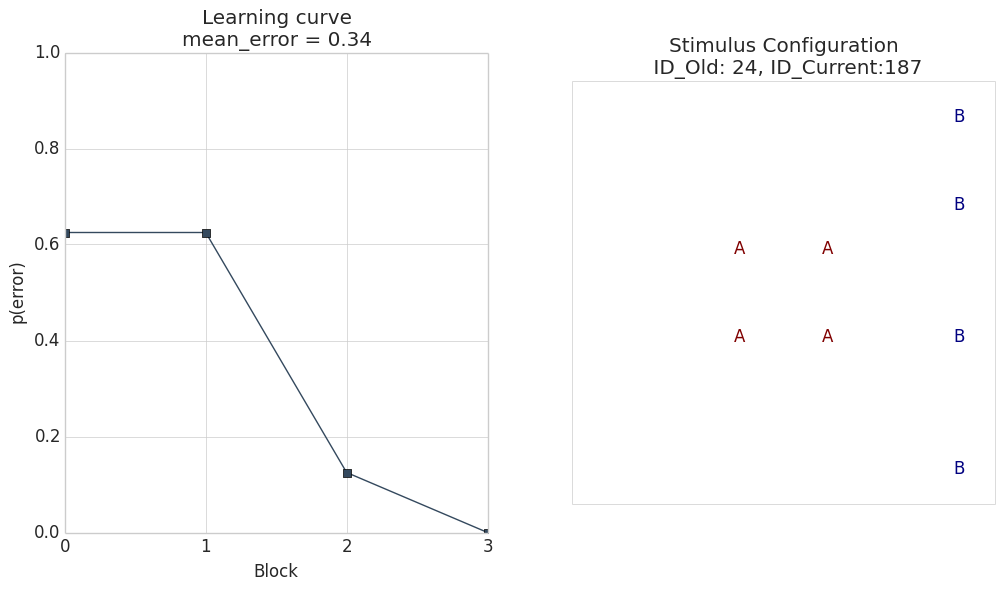 Learning curve
mean_error = 0.34
1.0
0.8
0.6
0.4
0.2
0.0
0 1 2 3
Block
p(error)
Stimulus Configuration
ID_Old: 24, ID_Current:187
B
B
A A
A A B
B